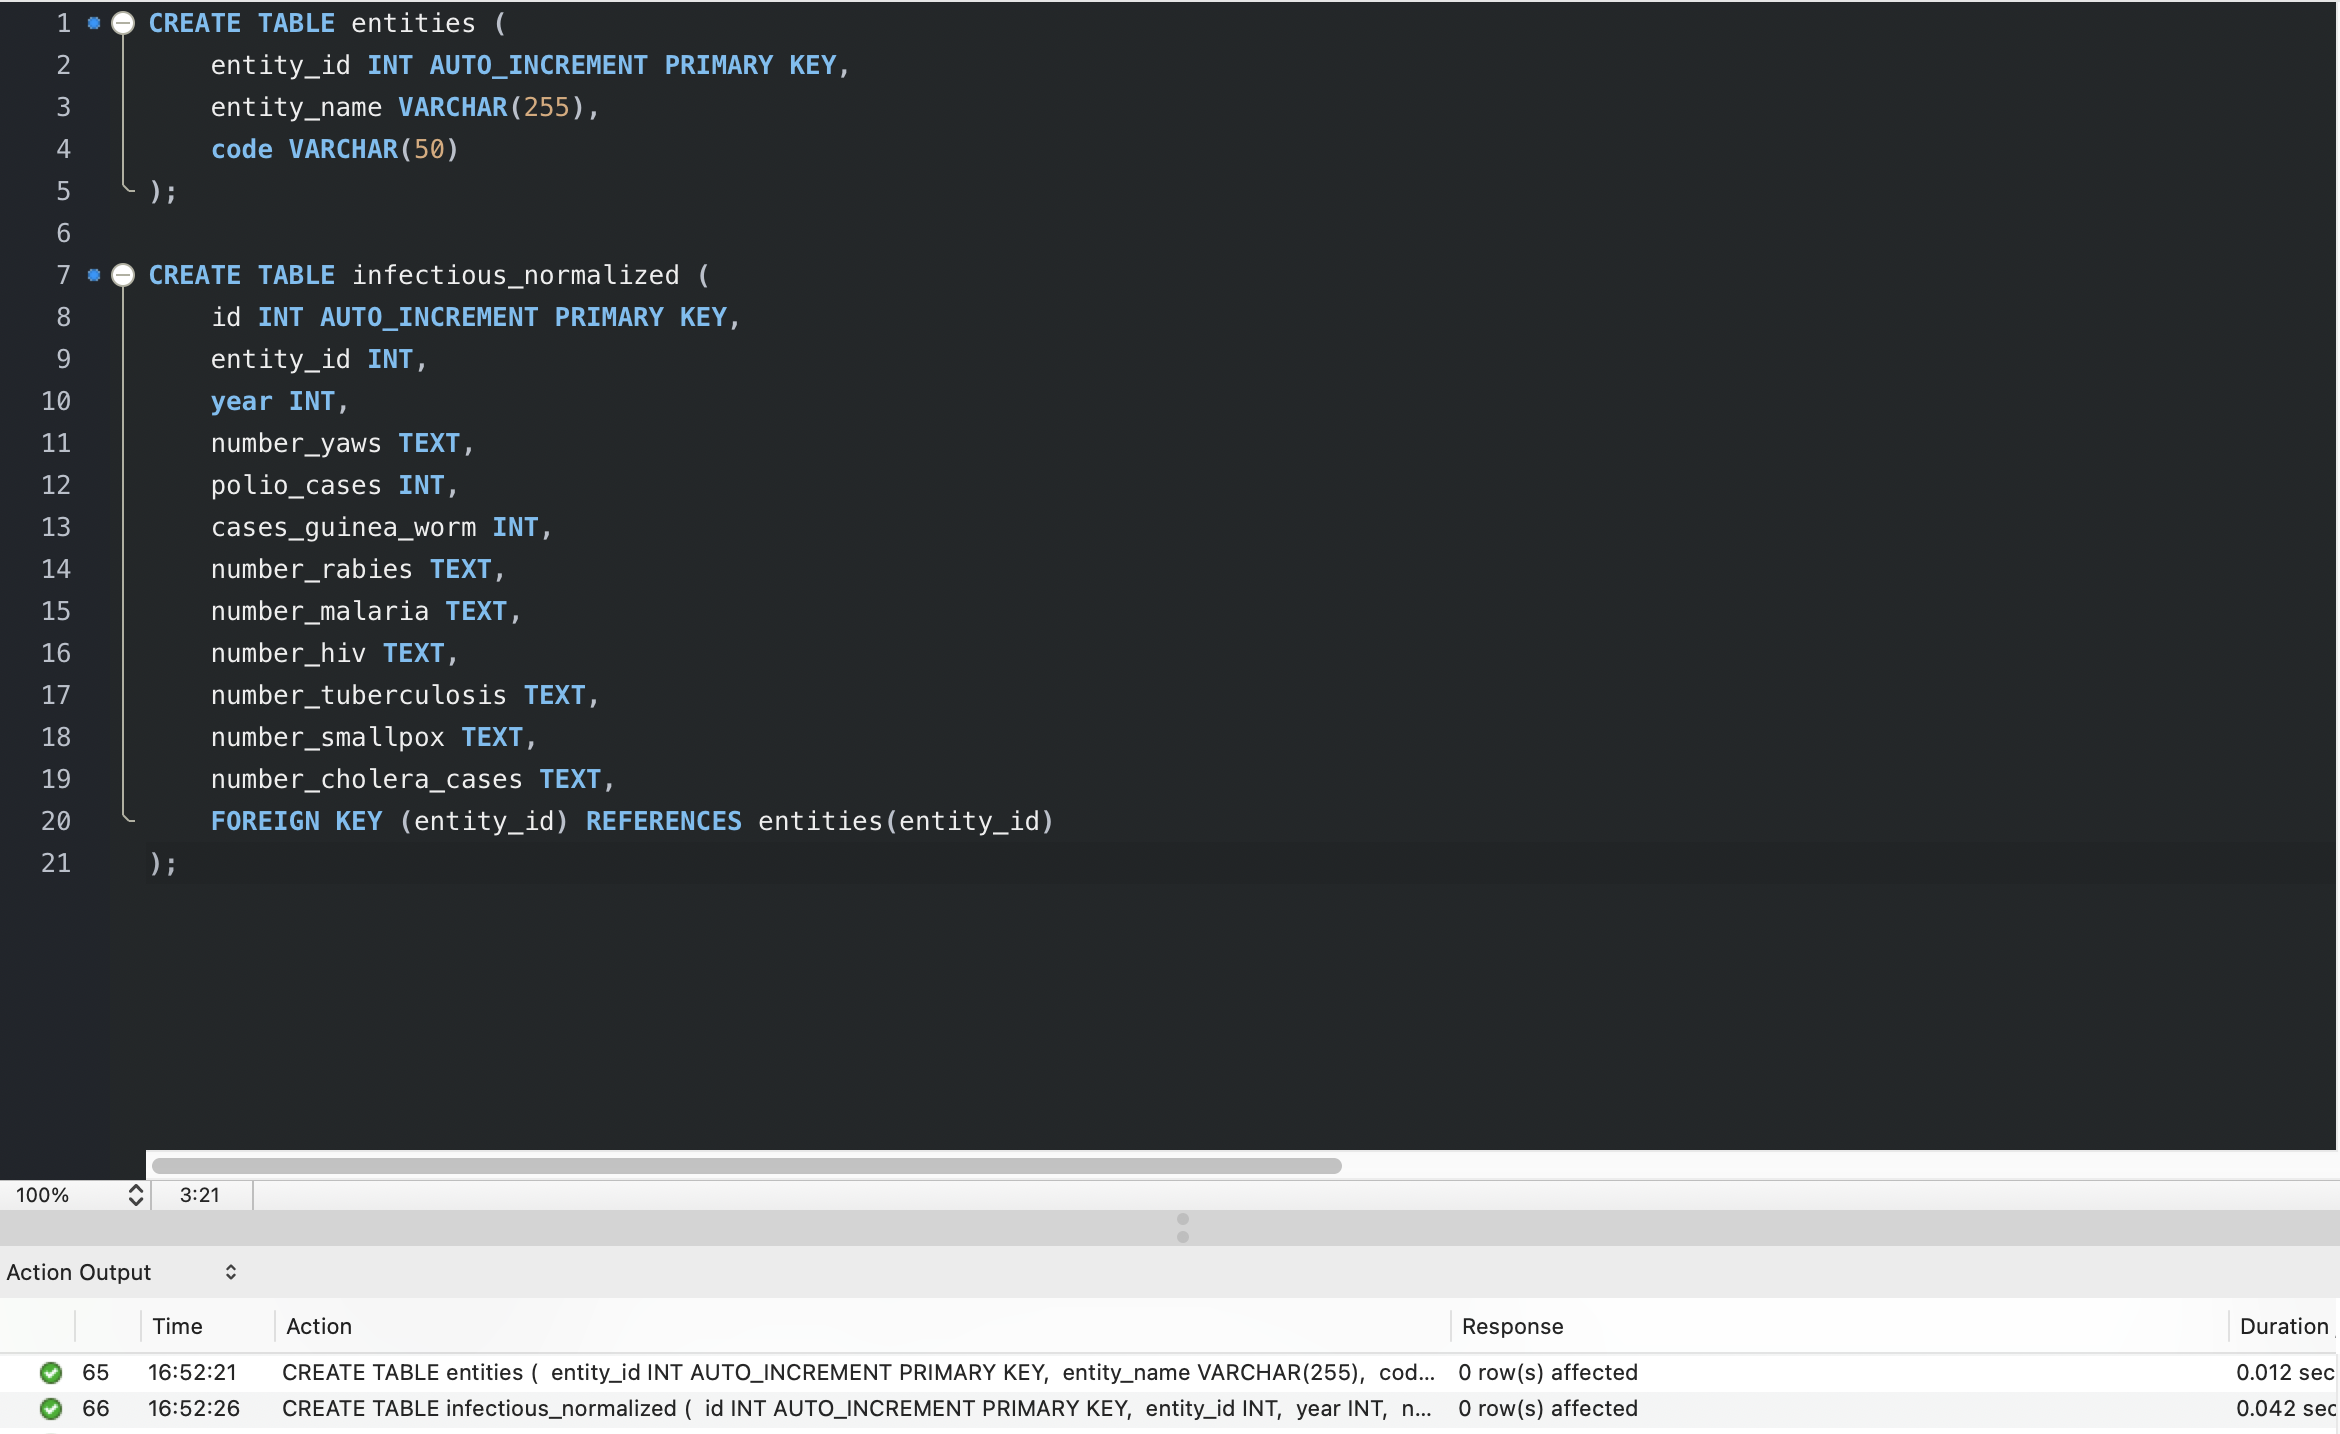 1 CREATE TABLE entities (
2 entity_id INT AUTO_INCREMENT PRIMARY KEY,
3 entity_name VARCHAR(255),
4 code VARCHAR(50)
5 );
6
7 CREATE TABLE infectious_normalized (
8 id INT AUTO_INCREMENT PRIMARY KEY,
9 entity_id INT,
10 year INT,
11 number_yaws TEXT,
12 polio_cases INT,
13 cases_guinea_worm INT,
14 number_rabies TEXT,
15 number_malaria TEXT,
16 number_hiv TEXT,
17 number_tuberculosis TEXT,
18 number_smallpox TEXT,
19 number_cholera_cases TEXT,
20 FOREIGN KEY (entity_id) REFERENCES entities(entity_id)
21 );
100% 3:21
Action Output
Time Action Response Duration
65 16:52:21 CREATE TABLE entities ( entity_id INT AUTO_INCREMENT PRIMARY KEY, entity_name VARCHAR(255), cod... 0 row(s) affected 0.012 sec
66 16:52:26 CREATE TABLE infectious_normalized ( id INT AUTO_INCREMENT PRIMARY KEY, entity_id INT, year INT, n... 0 row(s) affected 0.042 sec